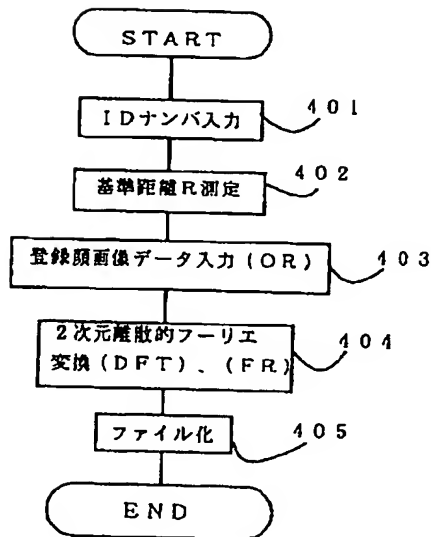 START
IDナンバ入力
401
基準距離R測定
402
登録顔画像データ入力(OR)
403
2次元離散的フーリエ
変換(DFT)、(FR)
404
ファイル化
405
END